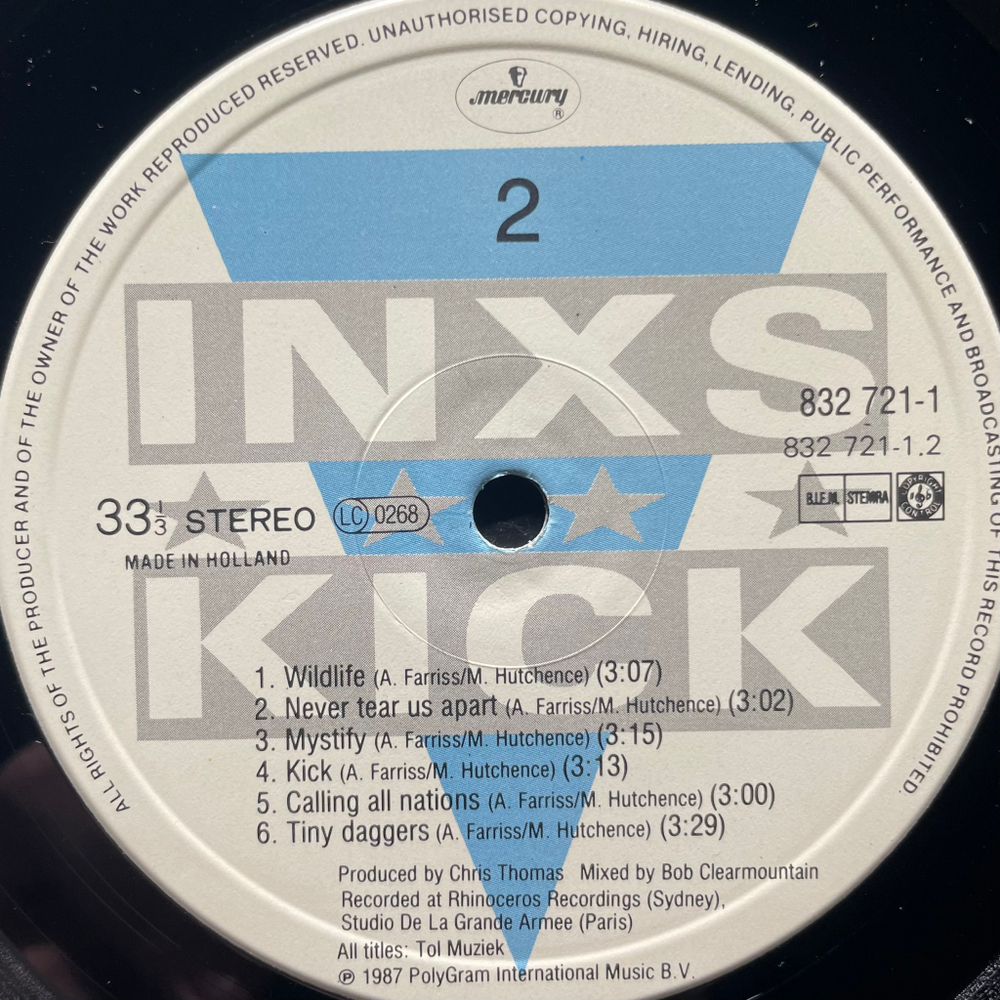 ALL RIGHTS OF THE PRODUCER AND OF THE OWNER OF THE WORK REPRODUCED RESERVED. UNAUTHORISED COPYING, HIRING, LENDING, PUBLIC PERFORMANCE AND BROADCASTING OF THIS RECORD PROHIBITED.
mercury ®
2
INXS
832 721-1
832 721-1.2
33 1/3 STEREO LC 0268
B.I.E.M. STEMRA COPYRIGHT CONTROL
MADE IN HOLLAND
KICK
1. Wildlife (A. Farriss/M. Hutchence) (3:07)
2. Never tear us apart (A. Farriss/M. Hutchence) (3:02)
3. Mystify (A. Farriss/M. Hutchence) (3:15)
4. Kick (A. Farriss/M. Hutchence) (3:13)
5. Calling all nations (A. Farriss/M. Hutchence) (3:00)
6. Tiny daggers (A. Farriss/M. Hutchence) (3:29)
Produced by Chris Thomas Mixed by Bob Clearmountain
Recorded at Rhinoceros Recordings (Sydney),
Studio De La Grande Armee (Paris)
All titles: Tol Muziek
℗ 1987 PolyGram International Music B.V.